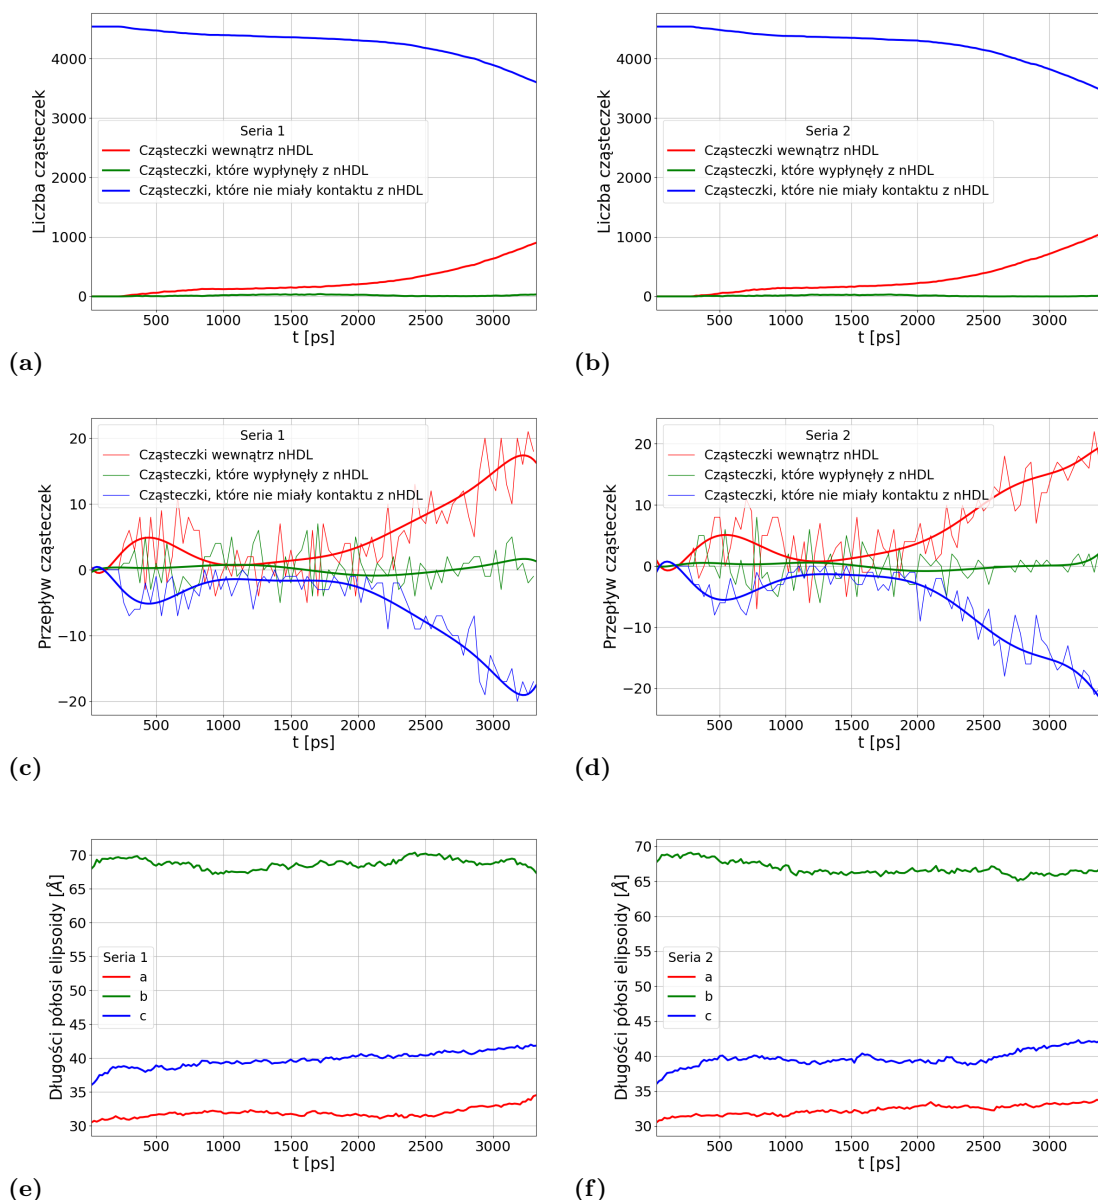 4000
3000
2000
1000
0
Liczba cząsteczek
Seria 1
Cząsteczki wewnątrz nHDL
Cząsteczki, które wypłynęły z nHDL
Cząsteczki, które nie miały kontaktu z nHDL
500 1000 1500 2000 2500 3000
t [ps]
(a)
4000
3000
2000
1000
0
Liczba cząsteczek
Seria 2
Cząsteczki wewnątrz nHDL
Cząsteczki, które wypłynęły z nHDL
Cząsteczki, które nie miały kontaktu z nHDL
500 1000 1500 2000 2500 3000
t [ps]
(b)
20
10
0
−10
−20
Przepływ cząsteczek
Seria 1
Cząsteczki wewnątrz nHDL
Cząsteczki, które wypłynęły z nHDL
Cząsteczki, które nie miały kontaktu z nHDL
500 1000 1500 2000 2500 3000
t [ps]
(c)
20
10
0
−10
−20
Przepływ cząsteczek
Seria 2
Cząsteczki wewnątrz nHDL
Cząsteczki, które wypłynęły z nHDL
Cząsteczki, które nie miały kontaktu z nHDL
500 1000 1500 2000 2500 3000
t [ps]
(d)
70
65
60
55
50
45
40
35
30
Długości półosi elipsoidy [Å]
Seria 1
a
b
c
500 1000 1500 2000 2500 3000
t [ps]
(e)
70
65
60
55
50
45
40
35
30
Długości półosi elipsoidy [Å]
Seria 2
a
b
c
500 1000 1500 2000 2500 3000
t [ps]
(f)